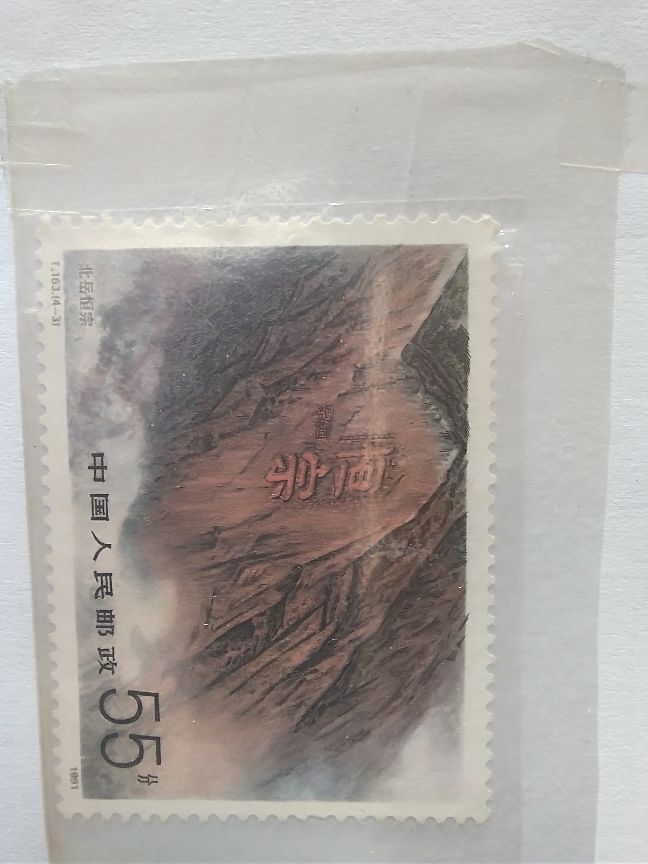 恒
宗
中国人民邮政
55分
北岳恒宗
T.163.(4-3)
1991